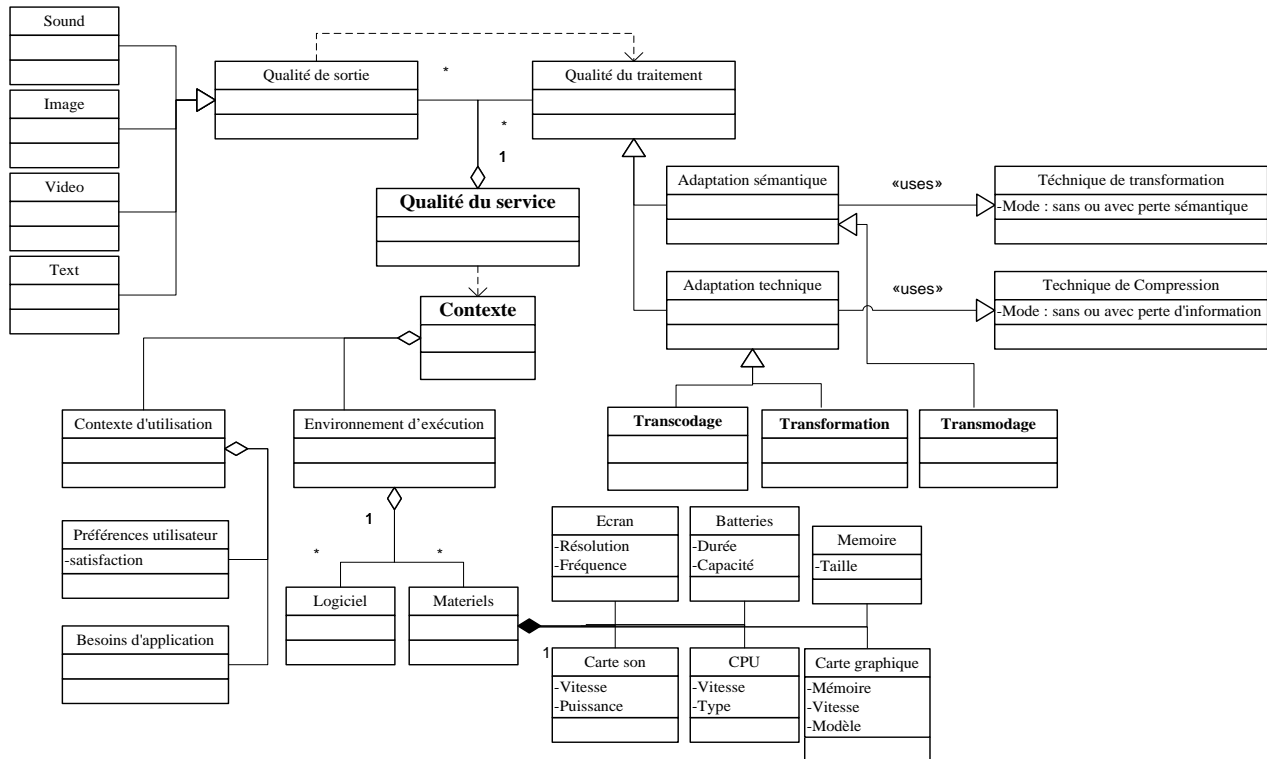 Sound
Image
Video
Text
Qualité de sortie
*
Qualité du traitement
*
1
Qualité du service
Contexte
Adaptation sémantique
«uses»
Téchnique de transformation
-Mode : sans ou avec perte sémantique
Adaptation technique
«uses»
Technique de Compression
-Mode : sans ou avec perte d'information
Transcodage
Transformation
Transmodage
Contexte d'utilisation
Environnement d’exécution
Préférences utilisateur
-satisfaction
Besoins d'application
1
*
*
Logiciel
Materiels
1
Ecran
-Résolution
-Fréquence
Batteries
-Durée
-Capacité
Memoire
-Taille
Carte son
-Vitesse
-Puissance
CPU
-Vitesse
-Type
Carte graphique
-Mémoire
-Vitesse
-Modèle